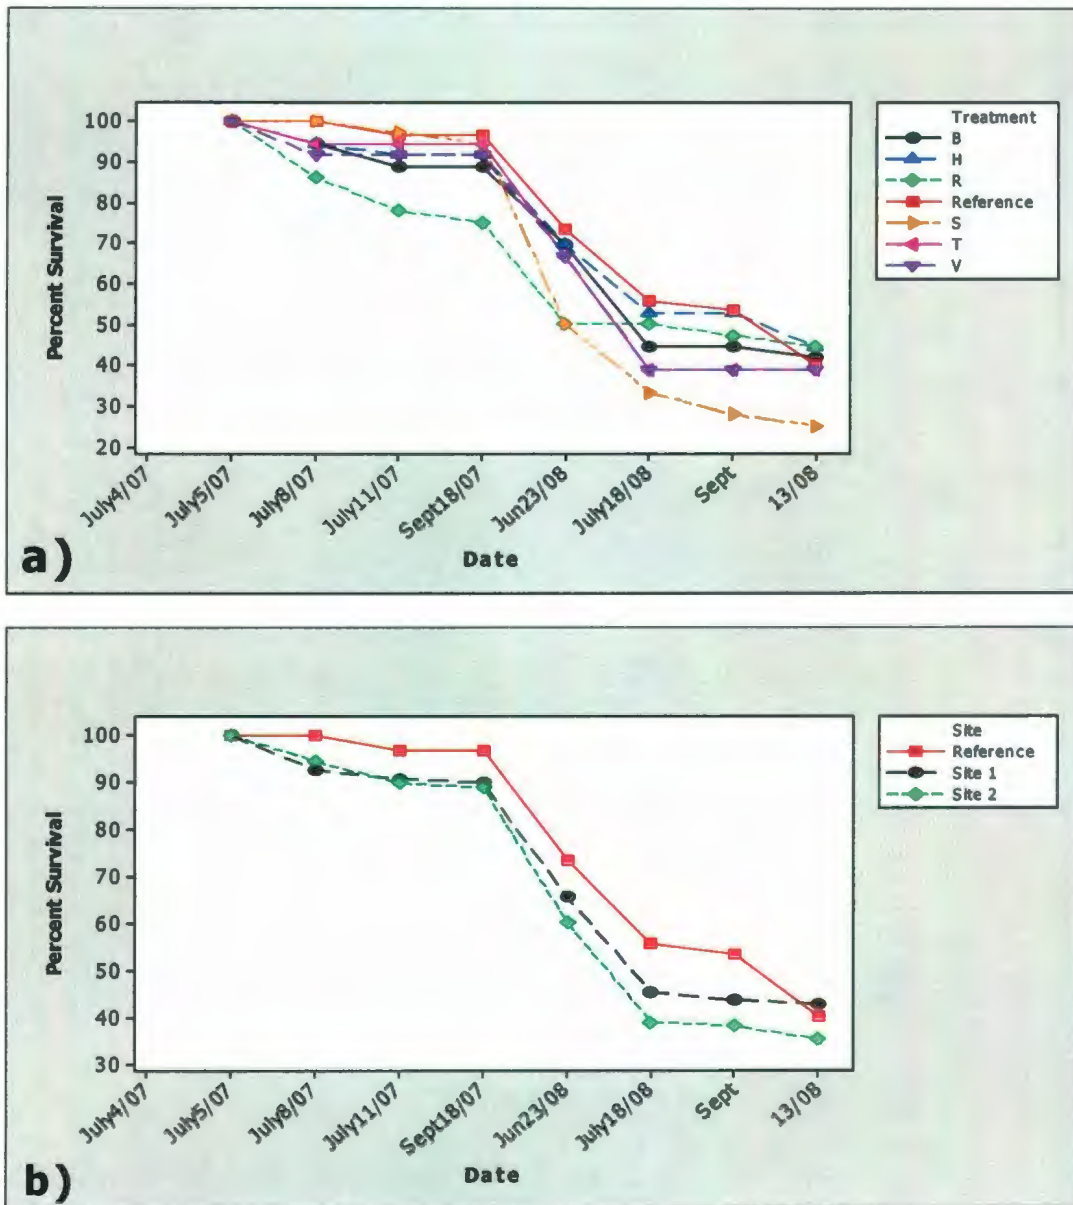 Percent Survival
100
90
80
70
60
50
40
30
20
July4/07
July5/07
July8/07
July11/07
Sept18/07
Jun23/08
July18/08
Sept
13/08
Date
a)
Treatment
B
H
R
Reference
S
T
V
Percent Survival
100
90
80
70
60
50
40
30
July4/07
July5/07
July8/07
July11/07
Sept18/07
Jun23/08
July18/08
Sept
13/08
Date
b)
Site
Reference
Site 1
Site 2